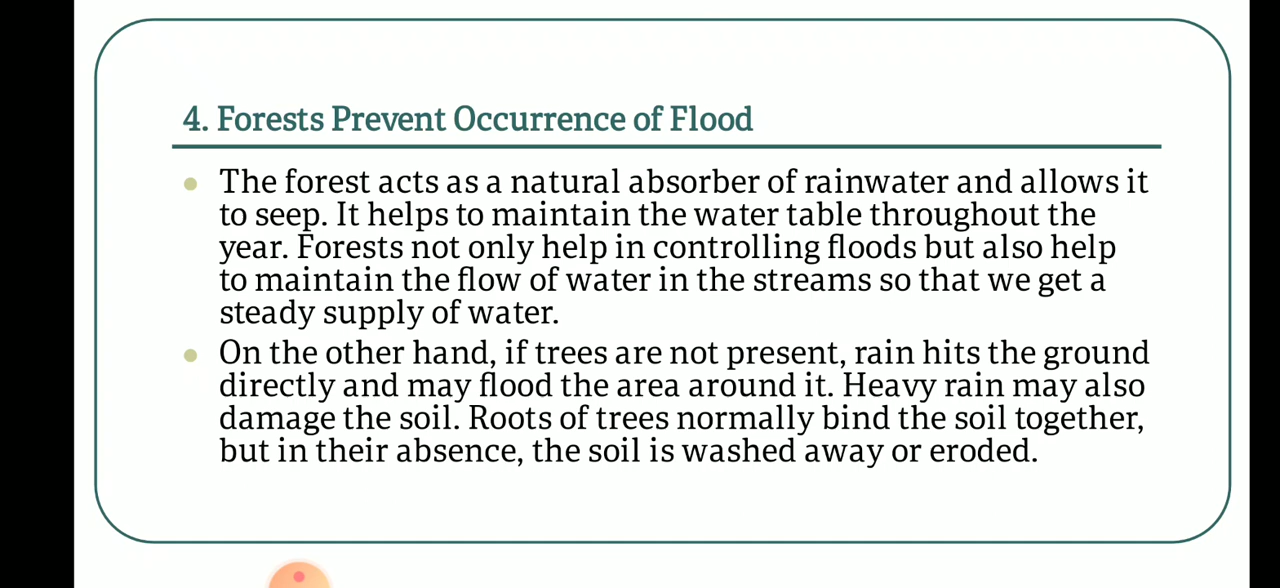 4. Forests Prevent Occurrence of Flood
The forest acts as a natural absorber of rainwater and allows it
to seep. It helps to maintain the water table throughout the
year. Forests not only help in controlling floods but also help
to maintain the flow of water in the streams so that we get a
steady supply of water.
On the other hand, if trees are not present, rain hits the ground
directly and may flood the area around it. Heavy rain may also
damage the soil. Roots of trees normally bind the soil together,
but in their absence, the soil is washed away or eroded.